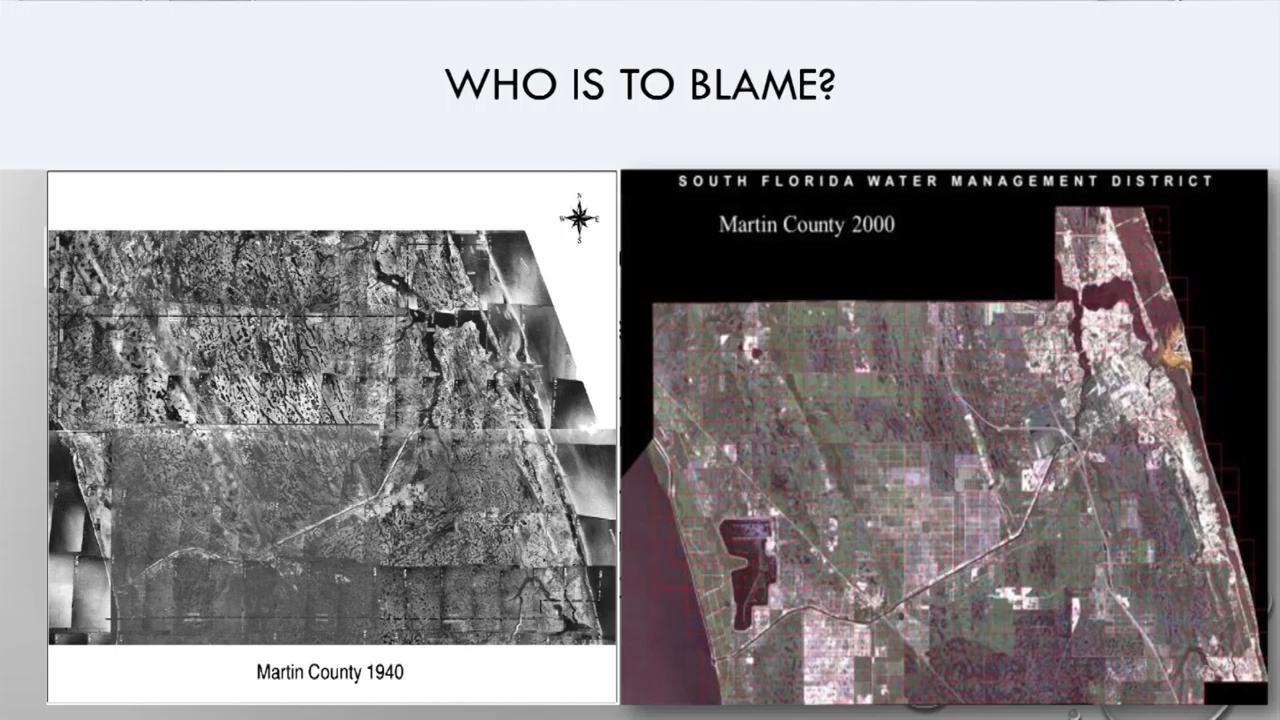 WHO IS TO BLAME?
N
W E
S
Martin County 1940
SOUTH FLORIDA WATER MANAGEMENT DISTRICT
Martin County 2000